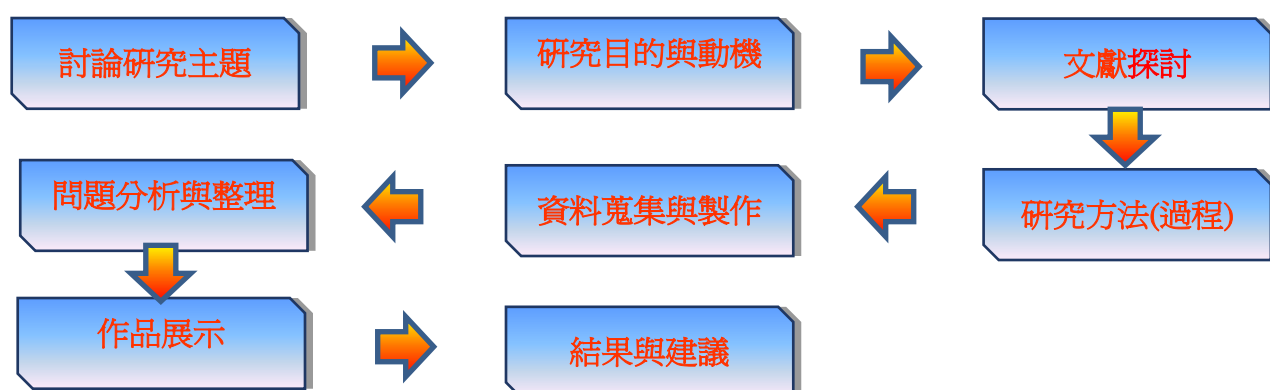 討論研究主題
研究目的與動機
文獻探討
研究方法(過程)
資料蒐集與製作
問題分析與整理
作品展示
結果與建議